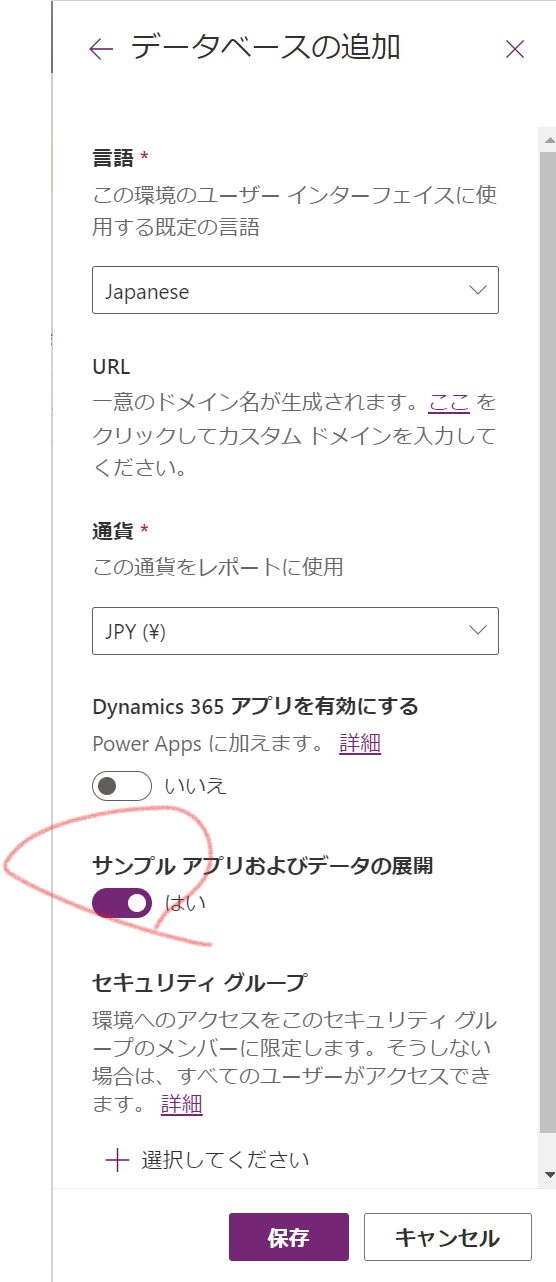 データベースの追加
言語 *
この環境のユーザー インターフェイスに使
用する既定の言語
Japanese
URL
一意のドメイン名が生成されます。ここ を
クリックしてカスタム ドメインを入力して
ください。
通貨 *
この通貨をレポートに使用
JPY (¥)
Dynamics 365 アプリを有効にする
Power Apps に加えます。 詳細
いいえ
サンプル アプリおよびデータの展開
はい
セキュリティ グループ
環境へのアクセスをこのセキュリティ グル
ープのメンバーに限定します。そうしない
場合は、すべてのユーザーがアクセスでき
ます。 詳細
選択してください
保存 キャンセル